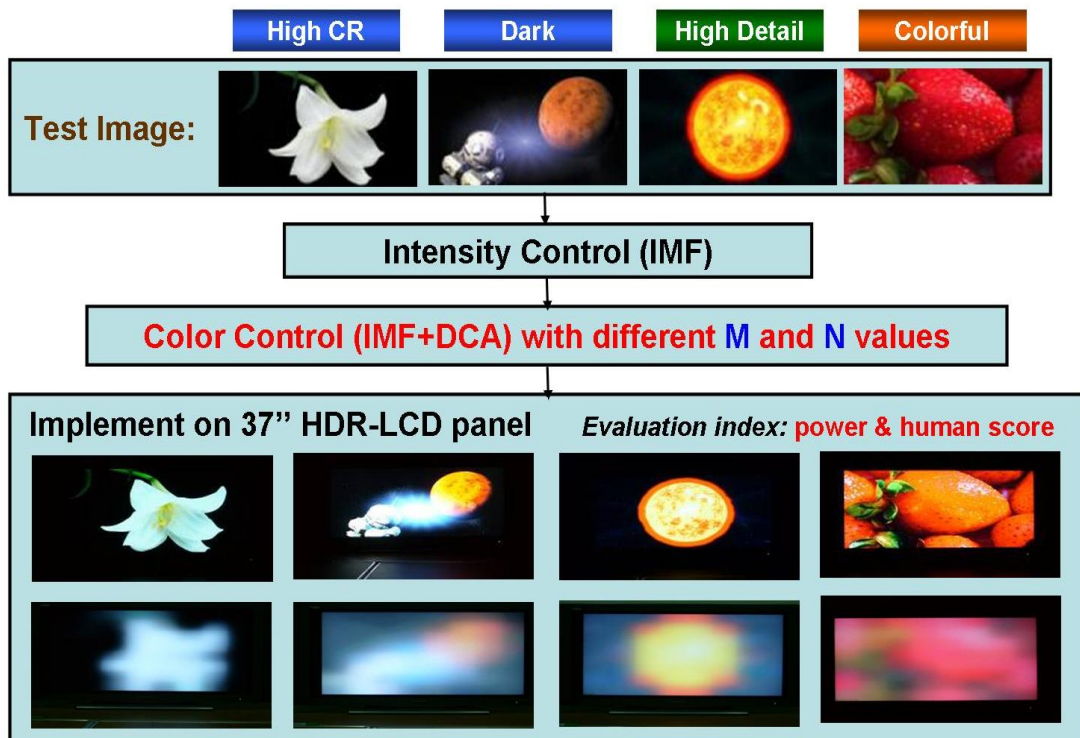 High CR
Dark
High Detail
Colorful
Test Image:
Intensity Control (IMF)
Color Control (IMF+DCA) with different M and N values
Implement on 37” HDR-LCD panel
Evaluation index: power & human score